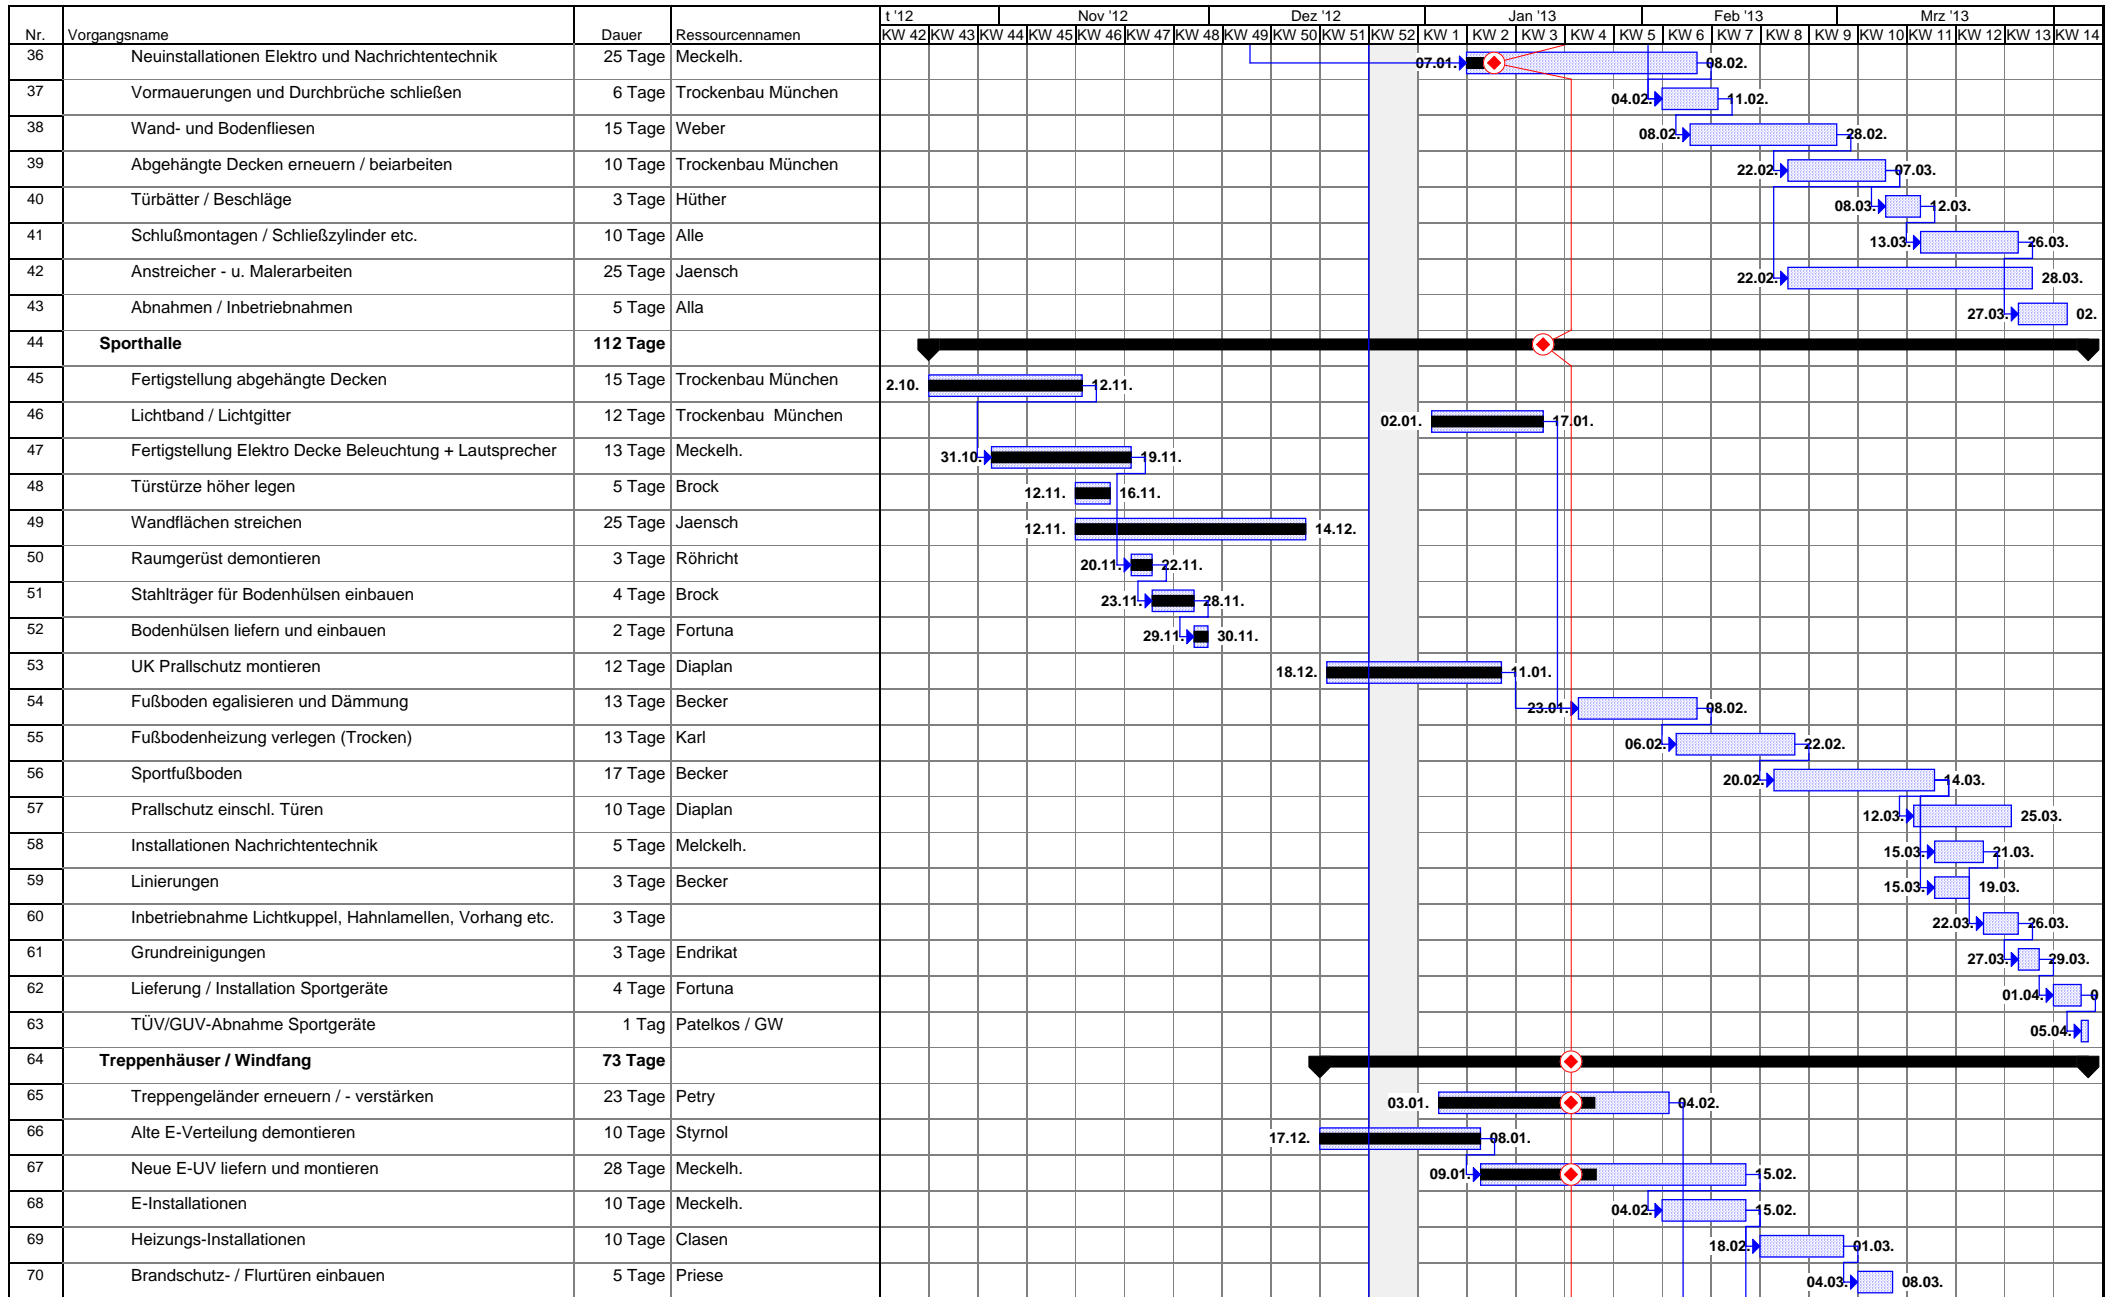 t '12 Nov '12 Dez '12 Jan '13 Feb '13 Mrz '13
Nr. Vorgangsname Dauer Ressourcennamen KW 42 KW 43 KW 44 KW 45 KW 46 KW 47 KW 48 KW 49 KW 50 KW 51 KW 52 KW 1 KW 2 KW 3 KW 4 KW 5 KW 6 KW 7 KW 8 KW 9 KW 10 KW 11 KW 12 KW 13 KW 14
36 Neuinstallationen Elektro und Nachrichtentechnik 25 Tage Meckelh. 07.01. 08.02.
37 Vormauerungen und Durchbrüche schließen 6 Tage Trockenbau München 04.02. 11.02.
38 Wand- und Bodenfliesen 15 Tage Weber 08.02. 28.02.
39 Abgehängte Decken erneuern / beiarbeiten 10 Tage Trockenbau München 22.02. 07.03.
40 Türbätter / Beschläge 3 Tage Hüther 08.03. 12.03.
41 Schlußmontagen / Schließzylinder etc. 10 Tage Alle 13.03. 26.03.
42 Anstreicher - u. Malerarbeiten 25 Tage Jaensch 22.02. 28.03.
43 Abnahmen / Inbetriebnahmen 5 Tage Alla 27.03. 02.
44 Sporthalle 112 Tage
45 Fertigstellung abgehängte Decken 15 Tage Trockenbau München 2.10. 12.11.
46 Lichtband / Lichtgitter 12 Tage Trockenbau München 02.01. 17.01.
47 Fertigstellung Elektro Decke Beleuchtung + Lautsprecher 13 Tage Meckelh. 31.10. 19.11.
48 Türstürze höher legen 5 Tage Brock 12.11. 16.11.
49 Wandflächen streichen 25 Tage Jaensch 12.11. 14.12.
50 Raumgerüst demontieren 3 Tage Röhricht 20.11. 22.11.
51 Stahlträger für Bodenhülsen einbauen 4 Tage Brock 23.11. 28.11.
52 Bodenhülsen liefern und einbauen 2 Tage Fortuna 29.11. 30.11.
53 UK Prallschutz montieren 12 Tage Diaplan 18.12. 11.01.
54 Fußboden egalisieren und Dämmung 13 Tage Becker 23.01. 08.02.
55 Fußbodenheizung verlegen (Trocken) 13 Tage Karl 06.02. 22.02.
56 Sportfußboden 17 Tage Becker 20.02. 14.03.
57 Prallschutz einschl. Türen 10 Tage Diaplan 12.03. 25.03.
58 Installationen Nachrichtentechnik 5 Tage Melckelh. 15.03. 21.03.
59 Linierungen 3 Tage Becker 15.03. 19.03.
60 Inbetriebnahme Lichtkuppel, Hahnlamellen, Vorhang etc. 3 Tage 22.03. 26.03.
61 Grundreinigungen 3 Tage Endrikat 27.03. 29.03.
62 Lieferung / Installation Sportgeräte 4 Tage Fortuna 01.04. 0
63 TÜV/GUV-Abnahme Sportgeräte 1 Tag Patelkos / GW 05.04.
64 Treppenhäuser / Windfang 73 Tage
65 Treppengeländer erneuern / - verstärken 23 Tage Petry 03.01. 04.02.
66 Alte E-Verteilung demontieren 10 Tage Styrnol 17.12. 08.01.
67 Neue E-UV liefern und montieren 28 Tage Meckelh. 09.01. 15.02.
68 E-Installationen 10 Tage Meckelh. 04.02. 15.02.
69 Heizungs-Installationen 10 Tage Clasen 18.02. 01.03.
70 Brandschutz- / Flurtüren einbauen 5 Tage Priese 04.03. 08.03.